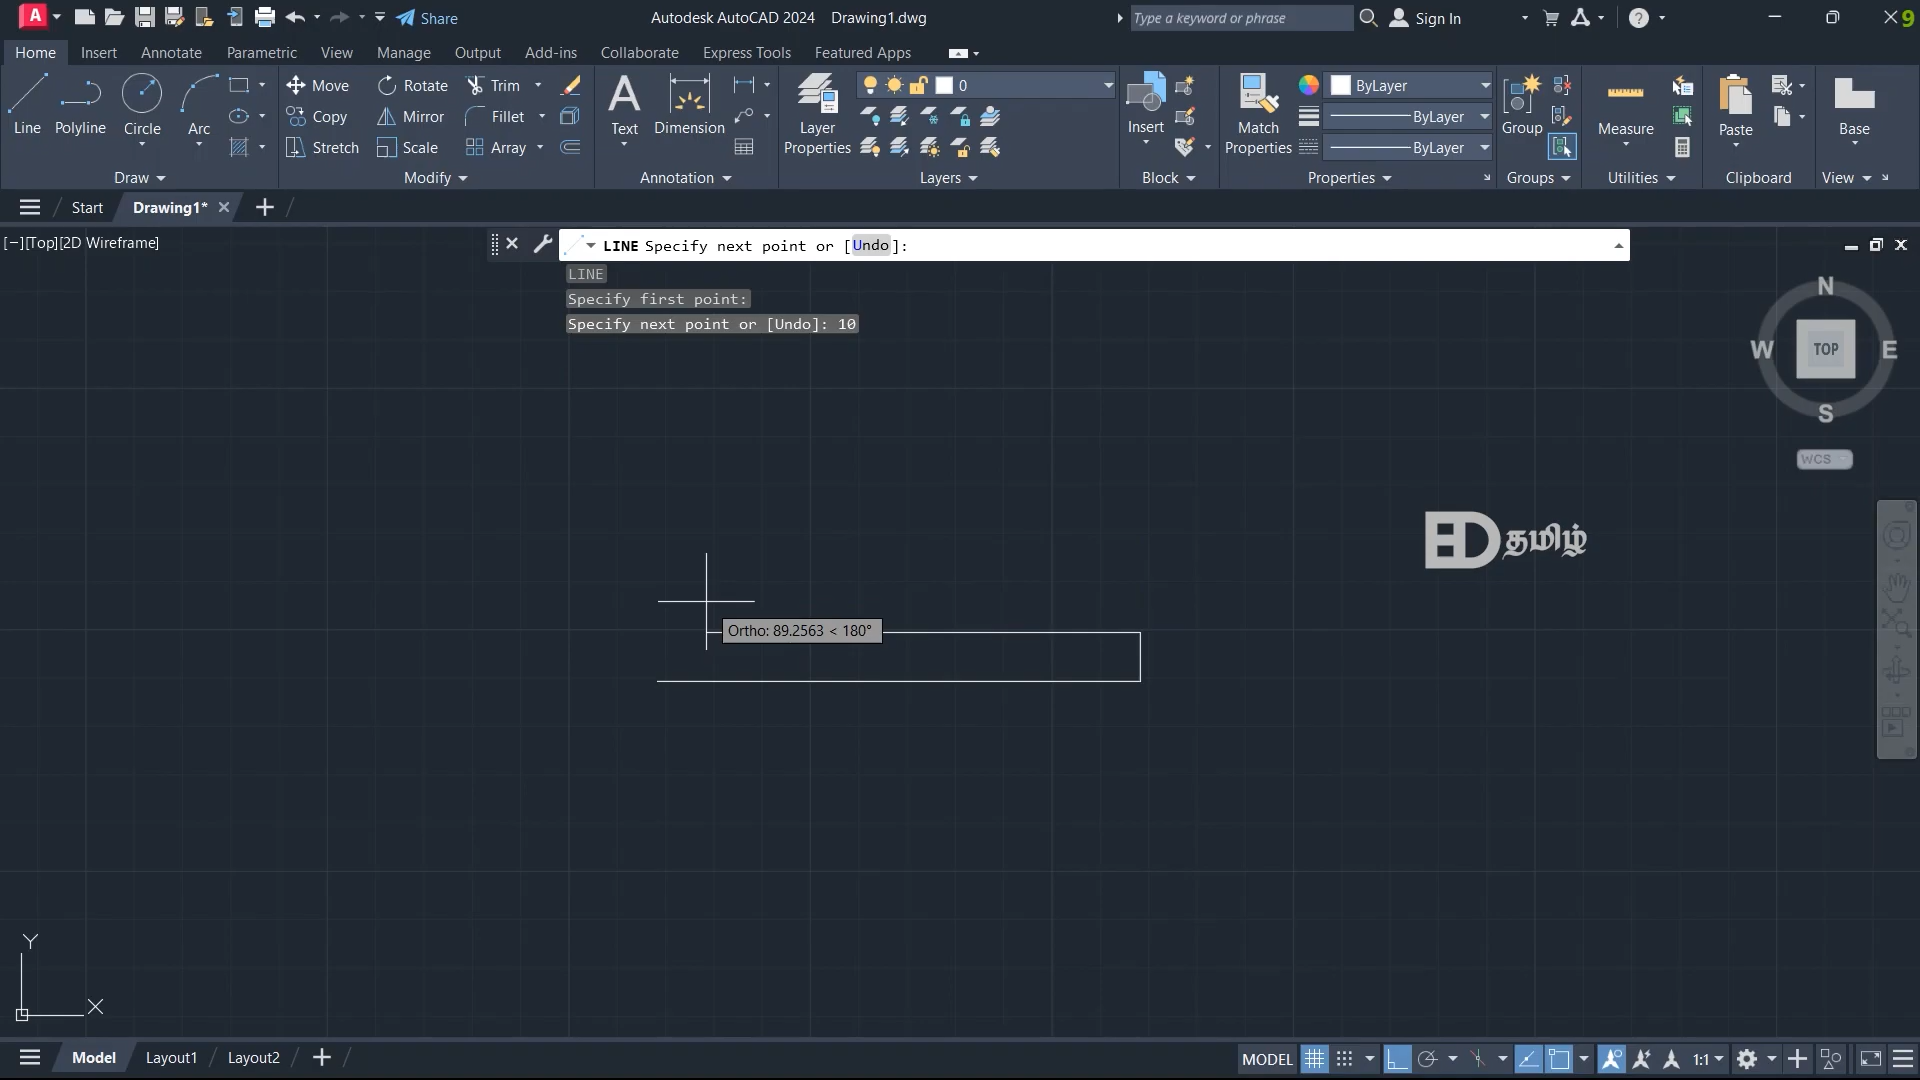 A Share Autodesk AutoCAD 2024 Drawing1.dwg Type a keyword or phrase Sign In 9
Home Insert Annotate Parametric View Manage Output Add-ins Collaborate Express Tools Featured Apps
Line Polyline Circle Arc
Move Rotate Trim
Copy Mirror Fillet
Stretch Scale Array
A Text Dimension
Layer Properties
0
Insert
Match Properties
ByLayer
ByLayer
ByLayer
Group Measure Paste Base
Draw Modify Annotation Layers Block Properties Groups Utilities Clipboard View
Start Drawing1* +
[−][Top][2D Wireframe]
LINE Specify next point or [Undo]:
LINE
Specify first point:
Specify next point or [Undo]: 10
N
W TOP E
S
WCS
ED தமிழ்
Ortho: 89.2563 < 180°
Y
X
Model Layout1 Layout2 +
MODEL 1:1